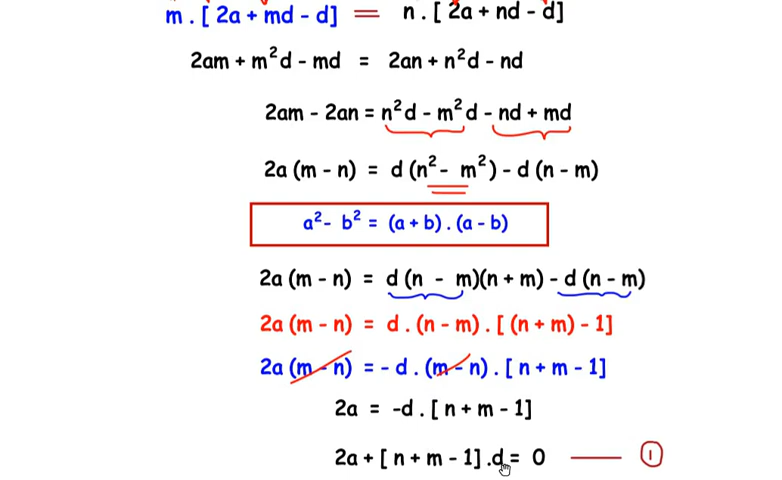 m . [ 2a + md - d] = n . [ 2a + nd - d]
2am + m²d - md = 2an + n²d - nd
2am - 2an = n²d - m²d - nd + md
2a (m - n) = d (n² - m²) - d (n - m)
a² - b² = (a + b) . (a - b)
2a (m - n) = d (n - m)(n + m) - d (n - m)
2a (m - n) = d . (n - m) . [ (n + m) - 1]
2a (m - n) = - d . (m - n) . [ n + m - 1]
2a = -d . [ n + m - 1]
2a + [ n + m - 1] .d = 0 —— ①